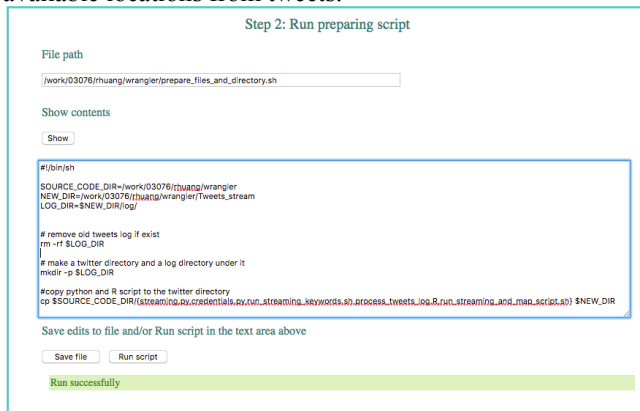 available locations from tweets.
Step 2: Run preparing script
File path
/work/03076/rhuang/wrangler/prepare_files_and_directory.sh
Show contents
Show
#!/bin/sh
SOURCE_CODE_DIR=/work/03076/rhuang/wrangler
NEW_DIR=/work/03076/rhuang/wrangler/Tweets_stream
LOG_DIR=$NEW_DIR/log/
# remove old tweets log if exist
rm -rf $LOG_DIR
# make a twitter directory and a log directory under it
mkdir -p $LOG_DIR
#copy python and R script to the twitter directory
cp $SOURCE_CODE_DIR/{streaming.py,credentials.py,run_streaming_keywords.sh,process_tweets_log.R,run_streaming_and_map_script.sh} $NEW_DIR
Save edits to file and/or Run script in the text area above
Save file Run script
Run successfully